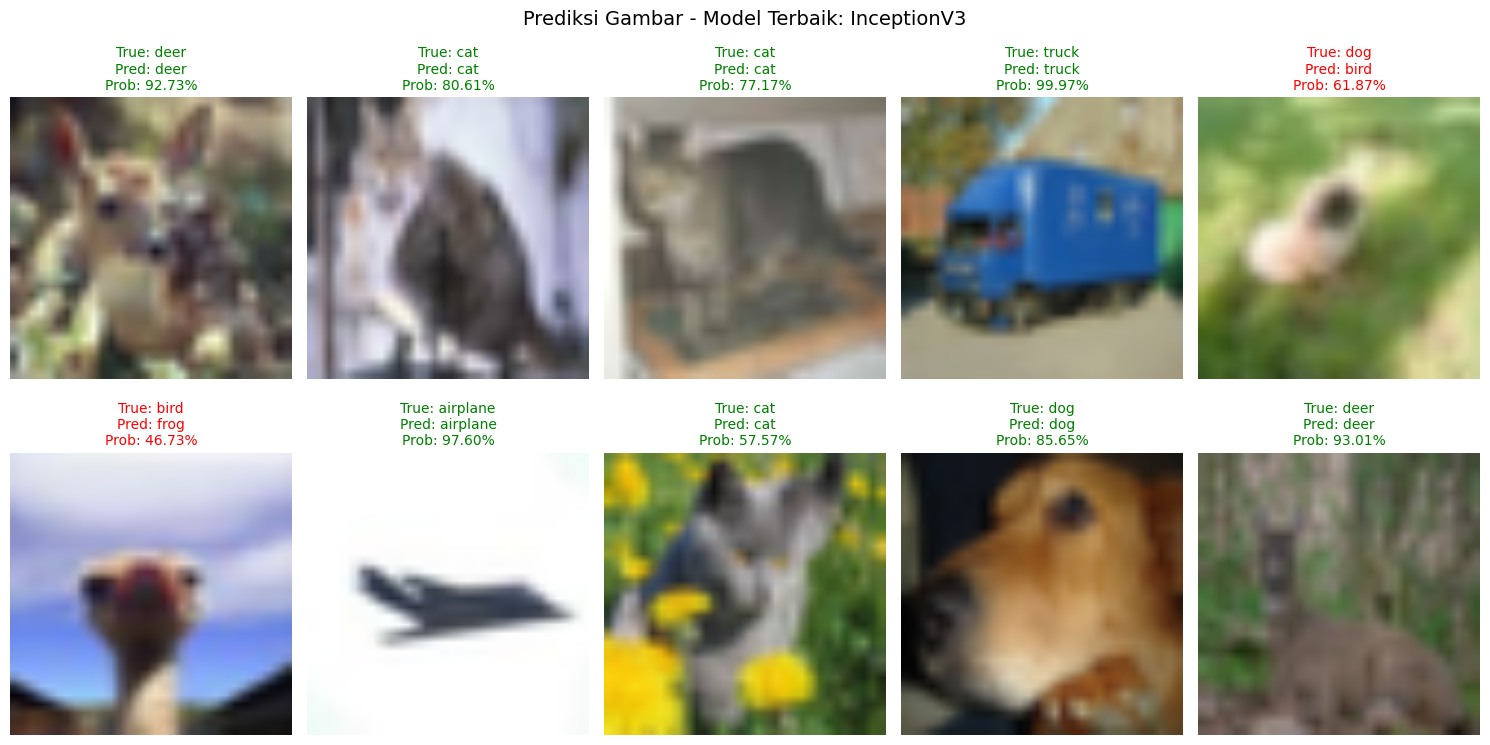 Prediksi Gambar - Model Terbaik: InceptionV3
True: deer
Pred: deer
Prob: 92.73%
True: cat
Pred: cat
Prob: 80.61%
True: cat
Pred: cat
Prob: 77.17%
True: truck
Pred: truck
Prob: 99.97%
True: dog
Pred: bird
Prob: 61.87%
True: bird
Pred: frog
Prob: 46.73%
True: airplane
Pred: airplane
Prob: 97.60%
True: cat
Pred: cat
Prob: 57.57%
True: dog
Pred: dog
Prob: 85.65%
True: deer
Pred: deer
Prob: 93.01%